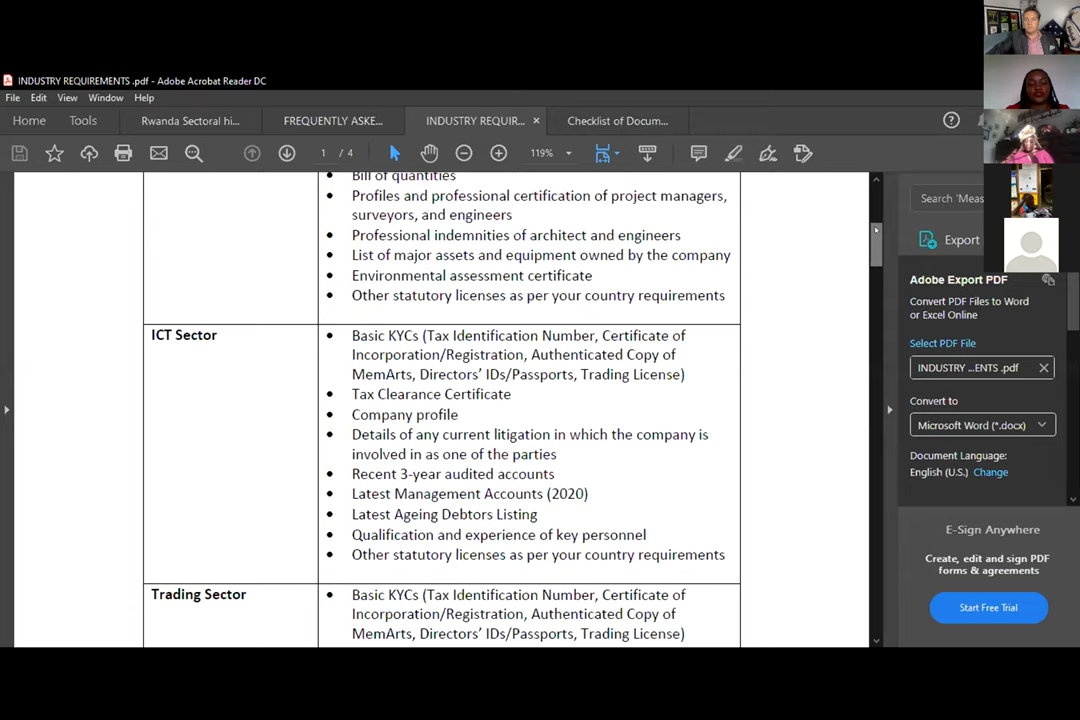 INDUSTRY REQUIREMENTS .pdf - Adobe Acrobat Reader DC
File Edit View Window Help
Home Tools Rwanda Sectoral hi... FREQUENTLY ASKE... INDUSTRY REQUIR... × Checklist of Docum...
1 / 4 119%
Bill of quantities
• Profiles and professional certification of project managers,
surveyors, and engineers
• Professional indemnities of architect and engineers
• List of major assets and equipment owned by the company
• Environmental assessment certificate
• Other statutory licenses as per your country requirements
ICT Sector
• Basic KYCs (Tax Identification Number, Certificate of
Incorporation/Registration, Authenticated Copy of
MemArts, Directors’ IDs/Passports, Trading License)
• Tax Clearance Certificate
• Company profile
• Details of any current litigation in which the company is
involved in as one of the parties
• Recent 3-year audited accounts
• Latest Management Accounts (2020)
• Latest Ageing Debtors Listing
• Qualification and experience of key personnel
• Other statutory licenses as per your country requirements
Trading Sector
• Basic KYCs (Tax Identification Number, Certificate of
Incorporation/Registration, Authenticated Copy of
MemArts, Directors’ IDs/Passports, Trading License)
Search 'Meas
Export
Adobe Export PDF
Convert PDF Files to Word
or Excel Online
Select PDF File
INDUSTRY ...ENTS .pdf
Convert to
Microsoft Word (*.docx)
Document Language:
English (U.S.) Change
E-Sign Anywhere
Create, edit and sign PDF
forms & agreements
Start Free Trial